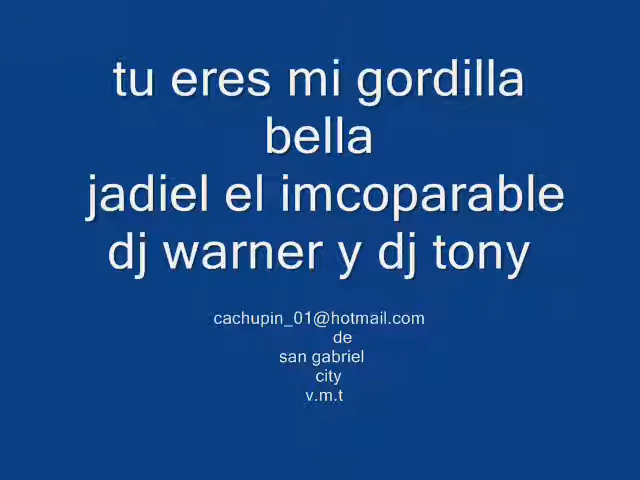 tu eres mi gordilla
bella
jadiel el imcoparable
dj warner y dj tony
cachupin_01@hotmail.com
de
san gabriel
city
v.m.t